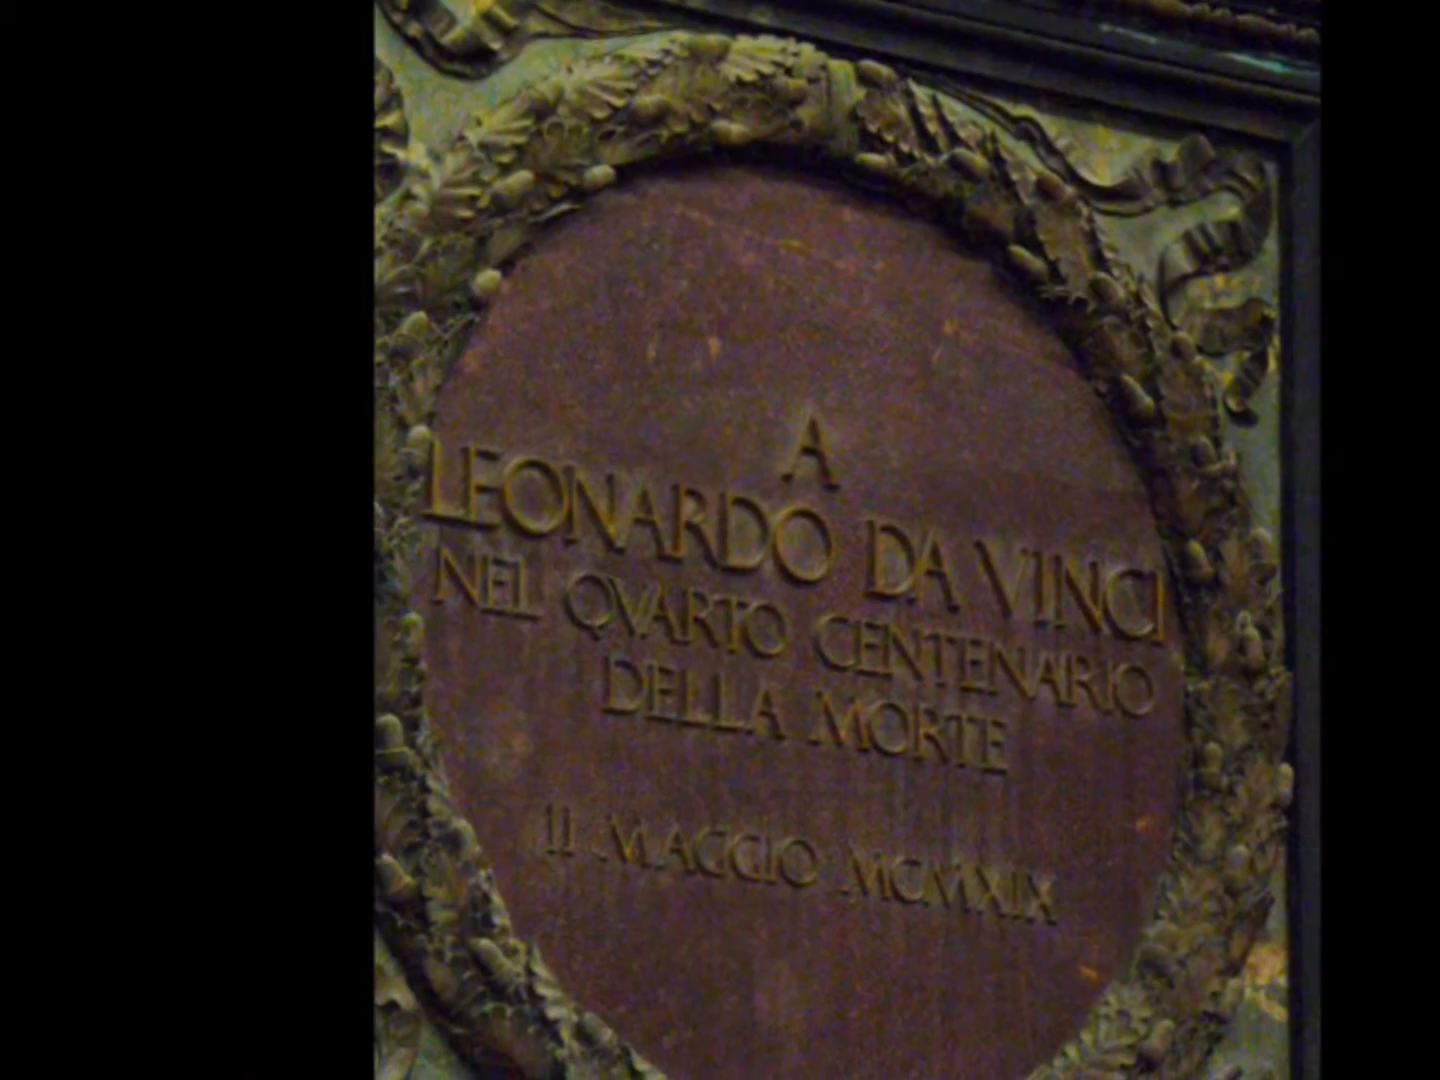 A
LEONARDO DA VINCI
NEL QVARTO CENTENARIO
DELLA MORTE
II MAGGIO MCMXIX